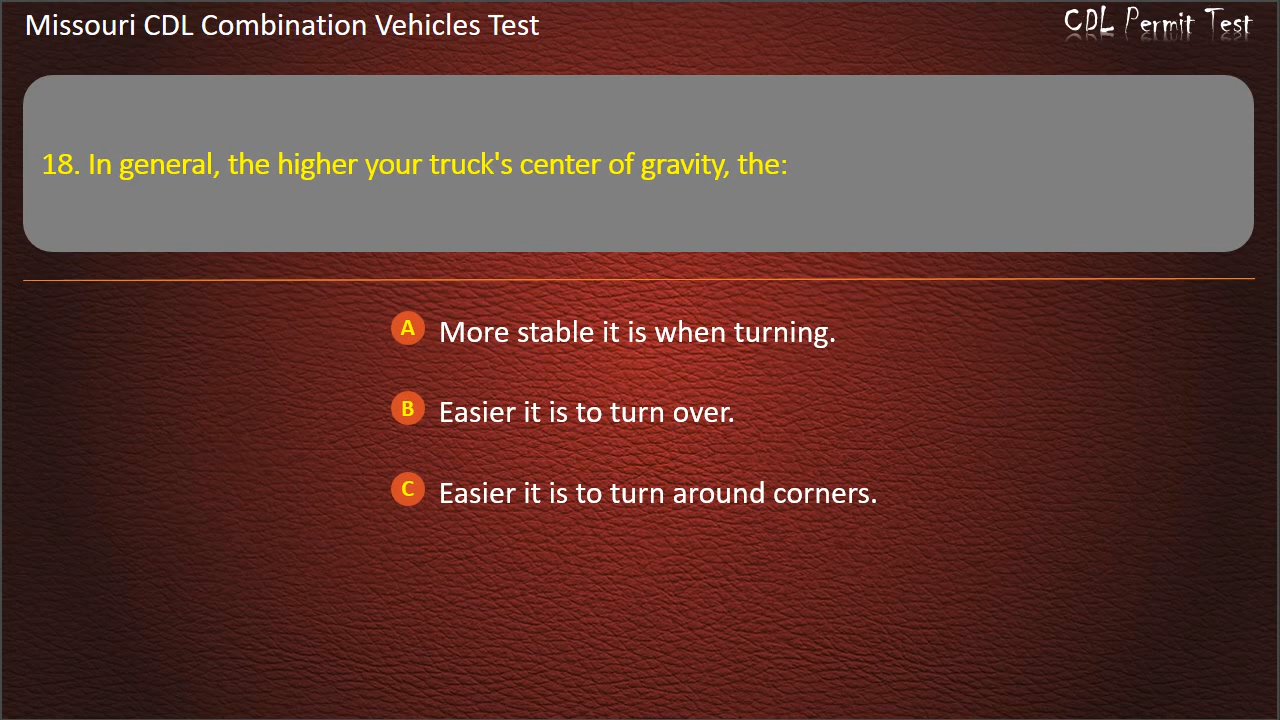 Missouri CDL Combination Vehicles Test
CDL Permit Test
18. In general, the higher your truck's center of gravity, the:
A More stable it is when turning.
B Easier it is to turn over.
C Easier it is to turn around corners.